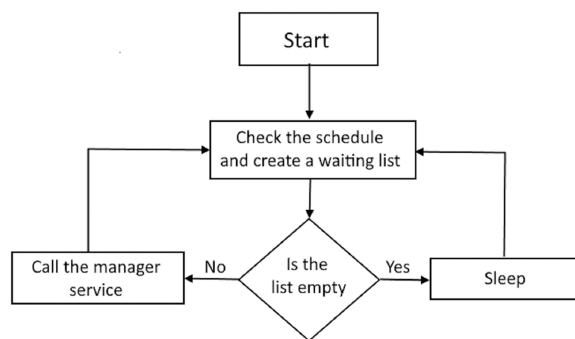 Start
Check the schedule
and create a waiting list
Call the manager
service
No
Is the
list empty
Yes
Sleep